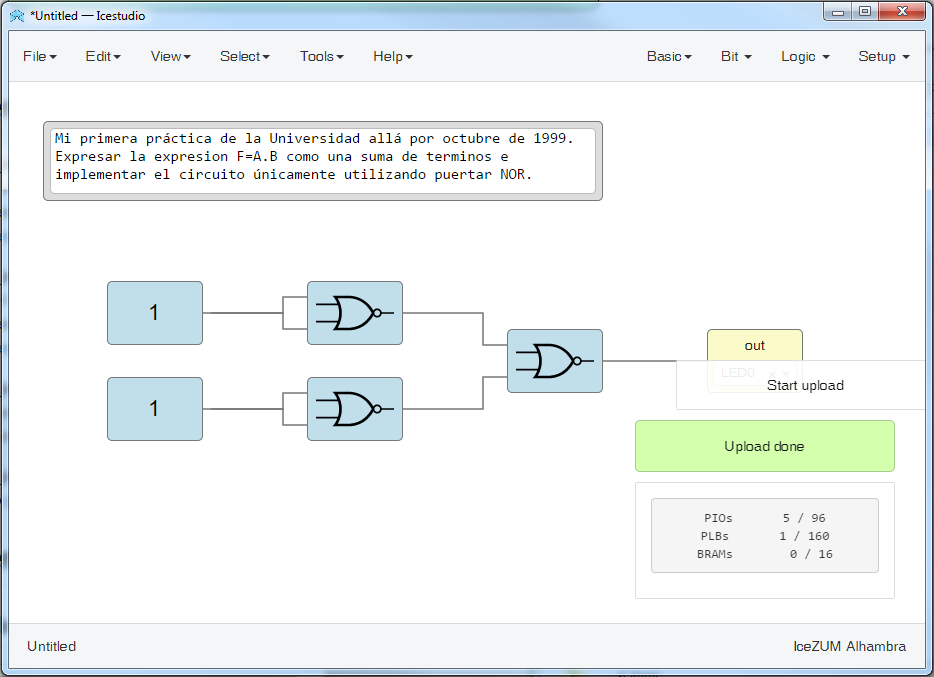 *Untitled — Icestudio
File Edit View Select Tools Help Basic Bit Logic Setup
Mi primera práctica de la Universidad allá por octubre de 1999.
Expresar la expresion F=A.B como una suma de terminos e
implementar el circuito únicamente utilizando puertar NOR.
1
1
out
LED0
Start upload
Upload done
PIOs 5 / 96
PLBs 1 / 160
BRAMs 0 / 16
Untitled IceZUM Alhambra